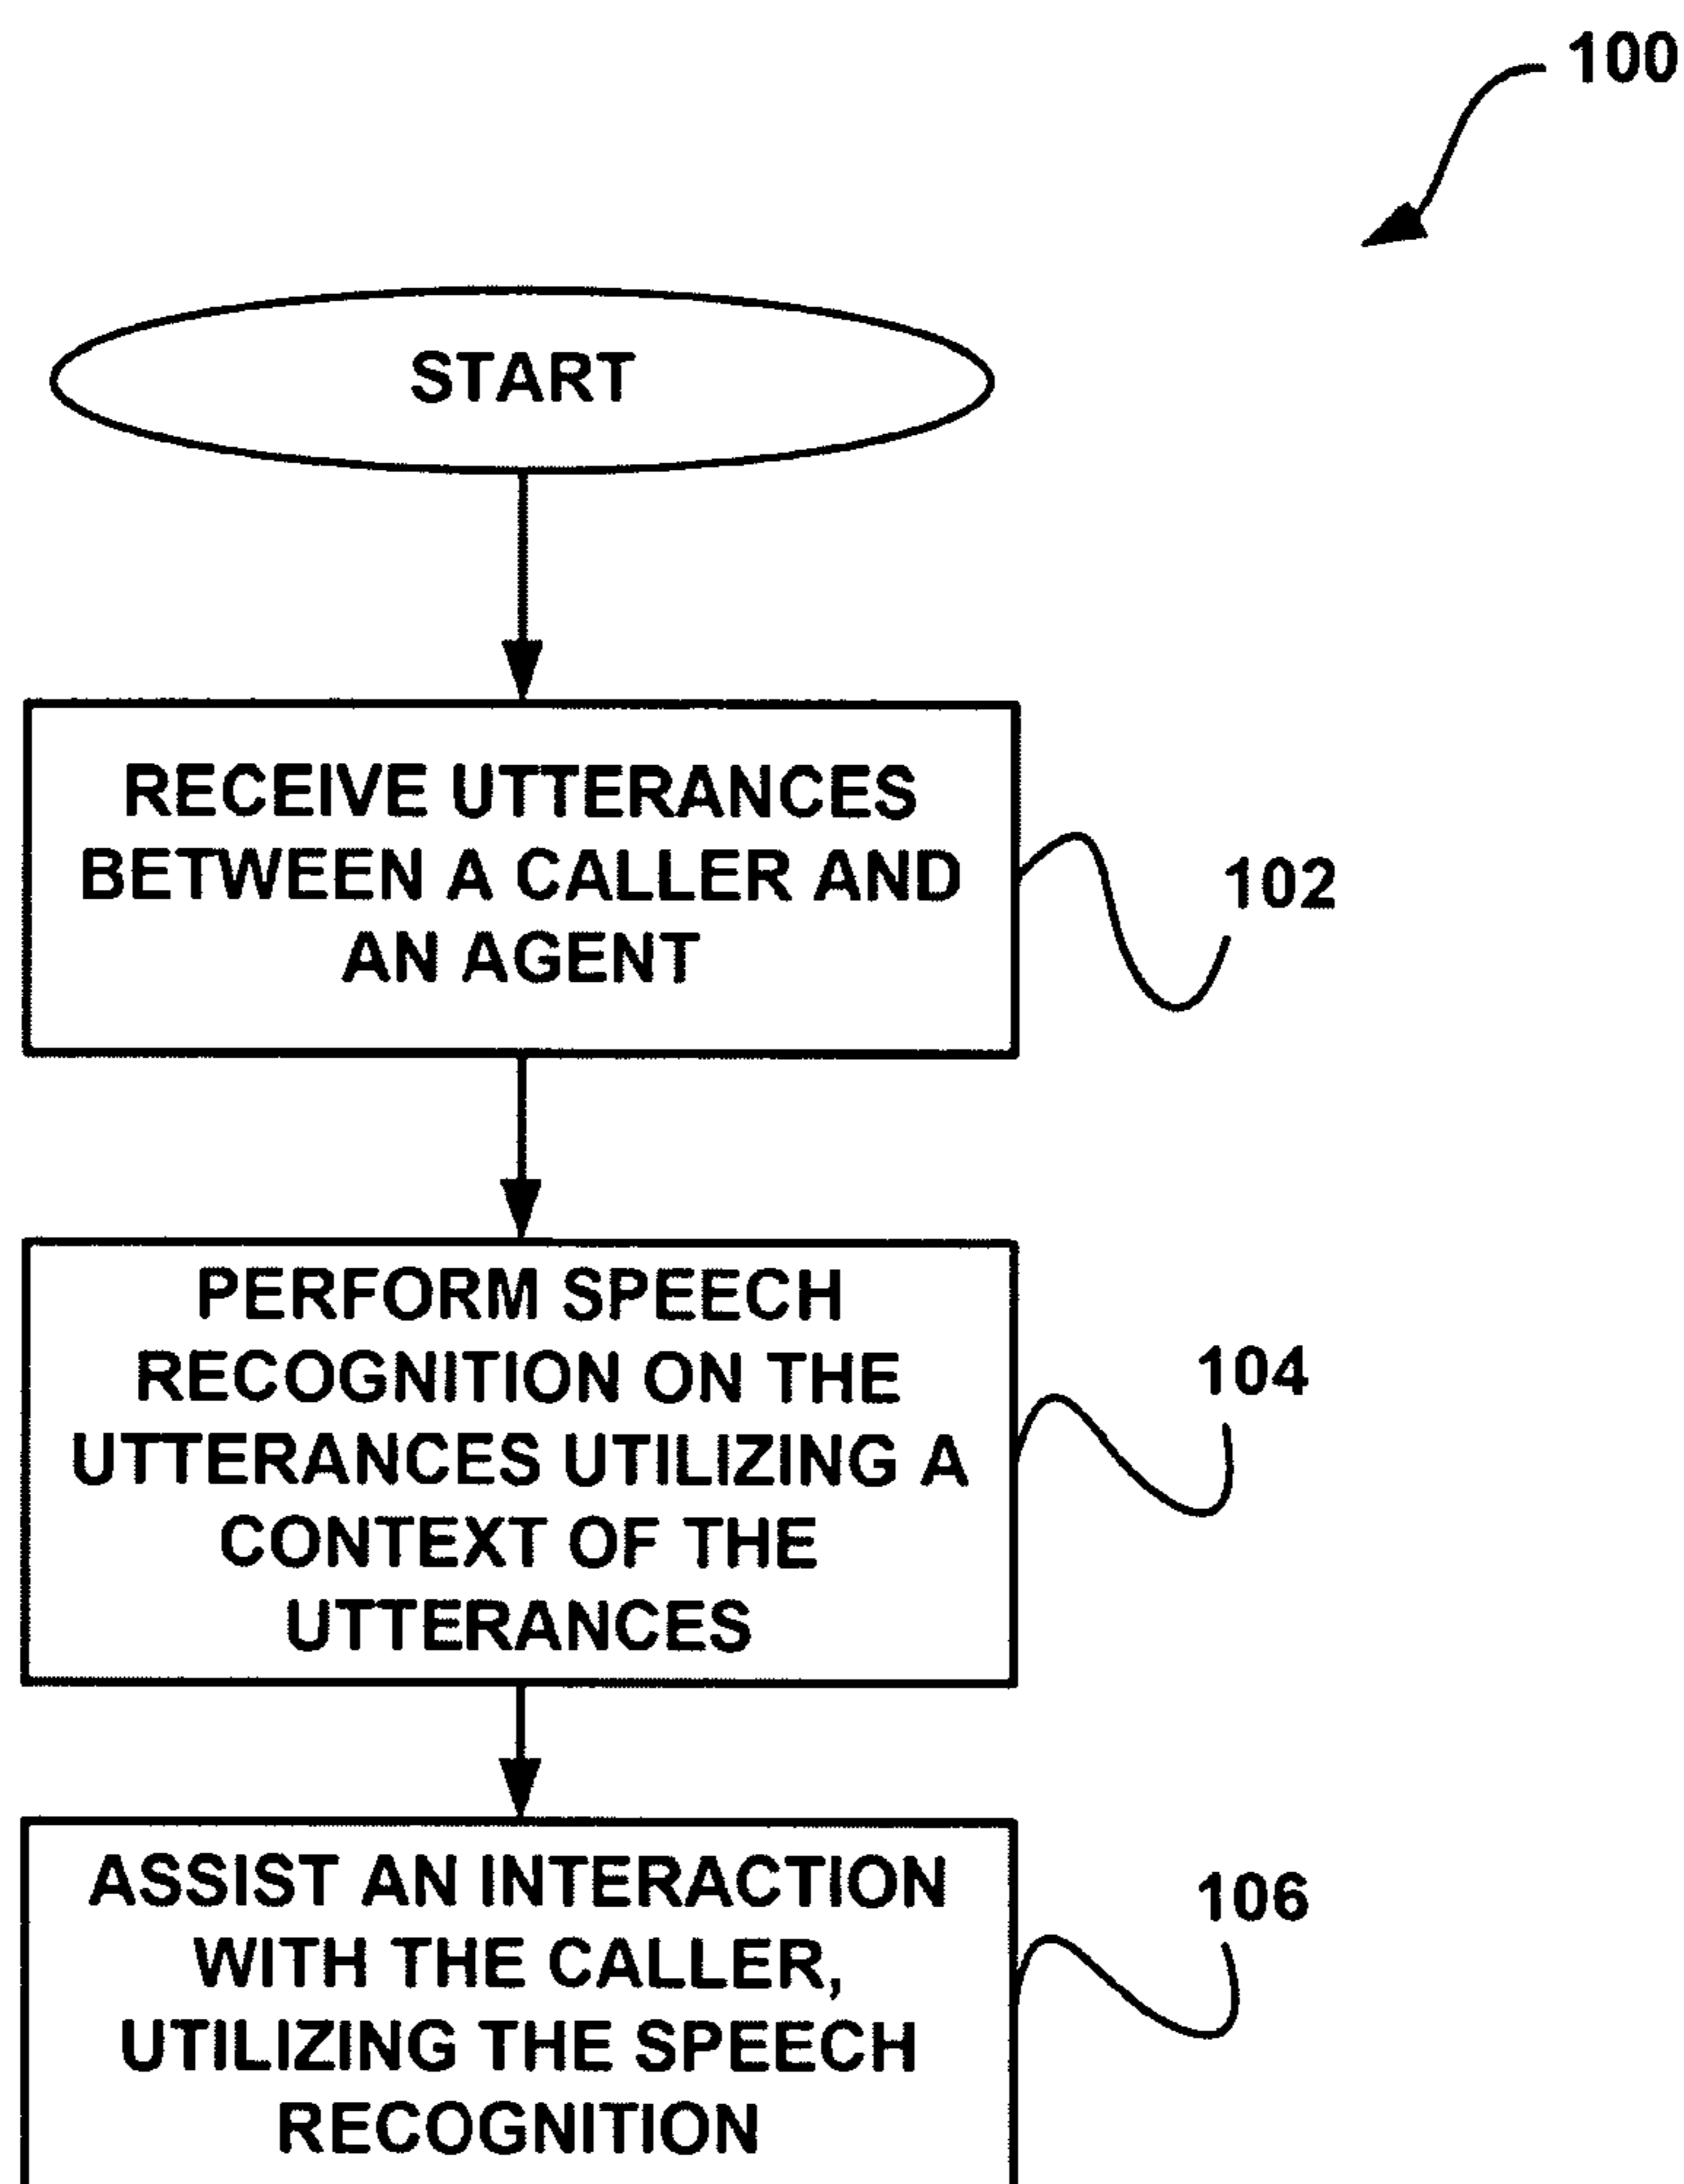 100
START
RECEIVE UTTERANCES
BETWEEN A CALLER AND
AN AGENT
102
PERFORM SPEECH
RECOGNITION ON THE
UTTERANCES UTILIZING A
CONTEXT OF THE
UTTERANCES
104
ASSIST AN INTERACTION
WITH THE CALLER,
UTILIZING THE SPEECH
RECOGNITION
106